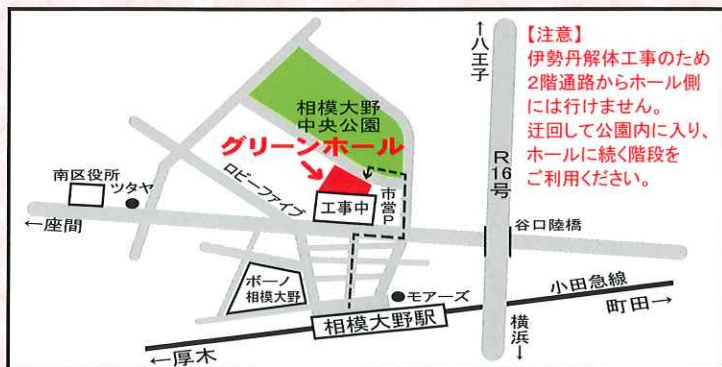 【注意】
伊勢丹解体工事のため
2階通路からホール側
には行けません。
迂回して公園内に入り、
ホールに続く階段を
ご利用ください。
←八王子
R16号
横浜→
相模大野
中央公園
グリーンホール
南区役所
ツタヤ
ロビーファイブ
工事中
市営P
←座間
谷口陸橋
ボーノ
相模大野
モアーズ
小田急線
町田→
相模大野駅
←厚木